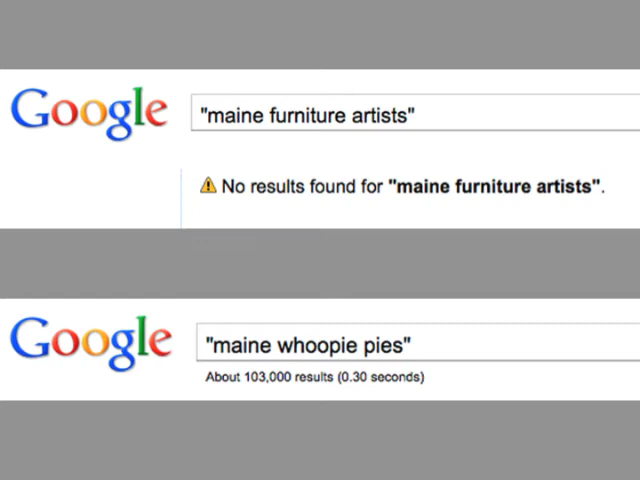 Google
"maine furniture artists"
No results found for "maine furniture artists".
Google
"maine whoopie pies"
About 103,000 results (0.30 seconds)